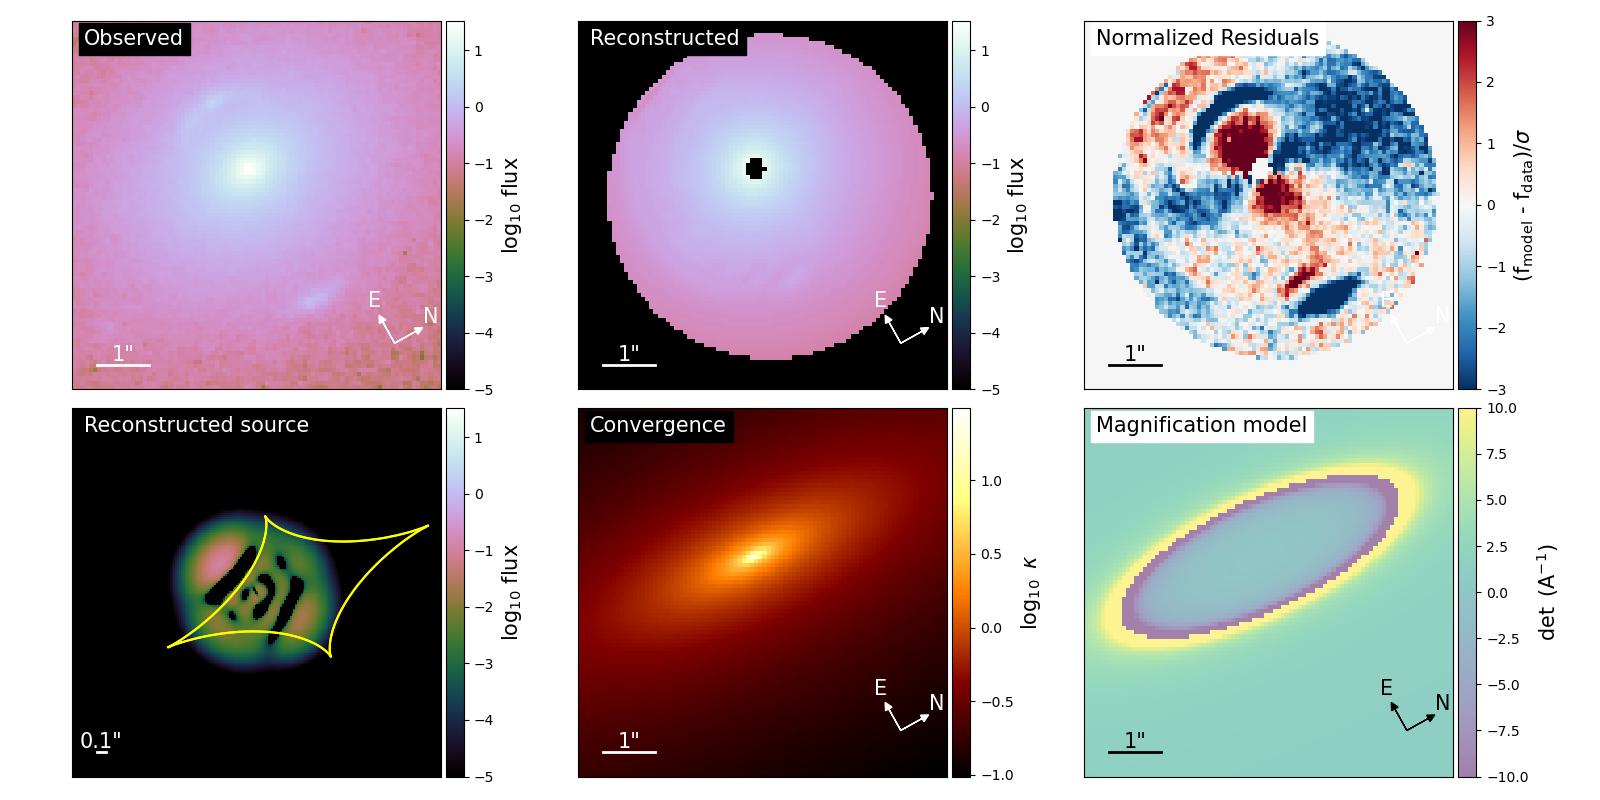 Observed
E
N
1"
1
0
−1
−2
−3
−4
−5
log10 flux
Reconstructed
E
N
1"
1
0
−1
−2
−3
−4
−5
log10 flux
Normalized Residuals
E
N
1"
3
2
1
0
−1
−2
−3
(fmodel - fdata)/σ
Reconstructed source
0.1"
1
0
−1
−2
−3
−4
−5
log10 flux
Convergence
E
N
1"
1.0
0.5
0.0
−0.5
−1.0
log10 κ
Magnification model
E
N
1"
10.0
7.5
5.0
2.5
0.0
−2.5
−5.0
−7.5
−10.0
det (A⁻¹)